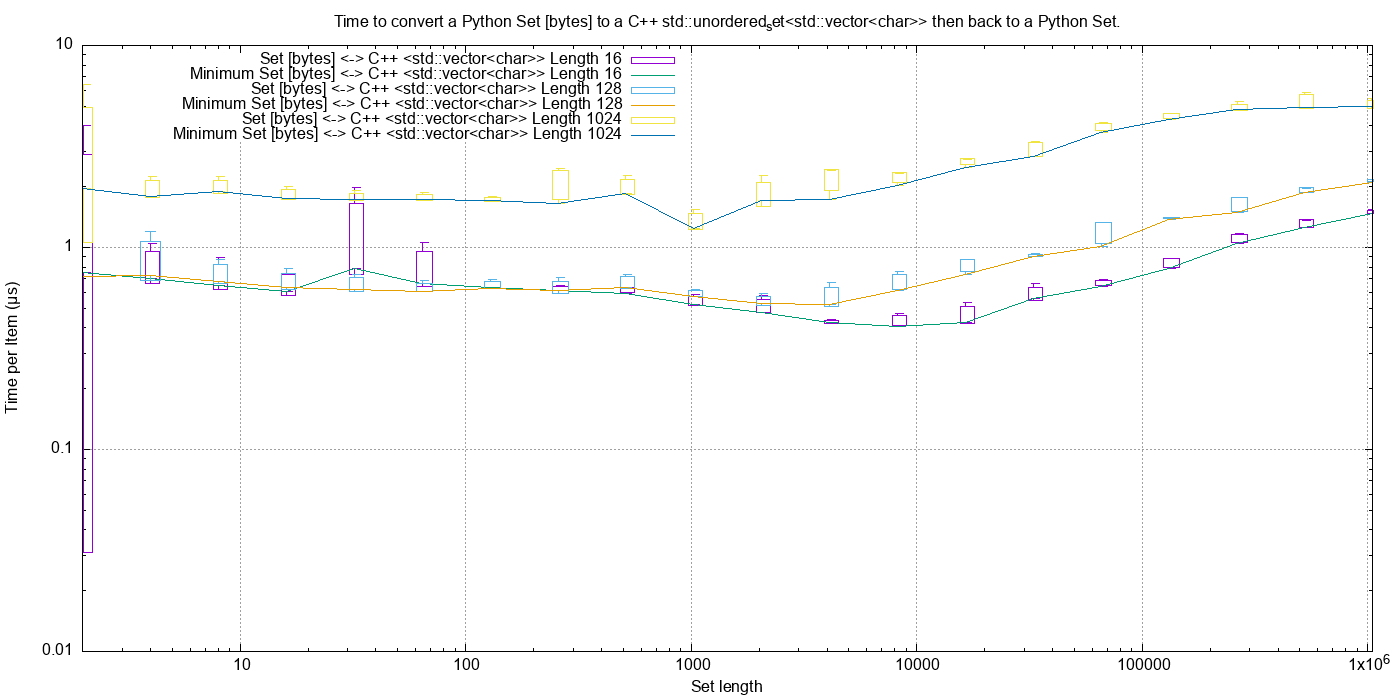 Time to convert a Python Set [bytes] to a C++ std::unordered_set<std::vector<char>> then back to a Python Set.
Set [bytes] <-> C++ <std::vector<char>> Length 16
Minimum Set [bytes] <-> C++ <std::vector<char>> Length 16
Set [bytes] <-> C++ <std::vector<char>> Length 128
Minimum Set [bytes] <-> C++ <std::vector<char>> Length 128
Set [bytes] <-> C++ <std::vector<char>> Length 1024
Minimum Set [bytes] <-> C++ <std::vector<char>> Length 1024
10
1
0.1
0.01
Time per Item (µs)
10 100 1000 10000 100000 1x10⁶
Set length